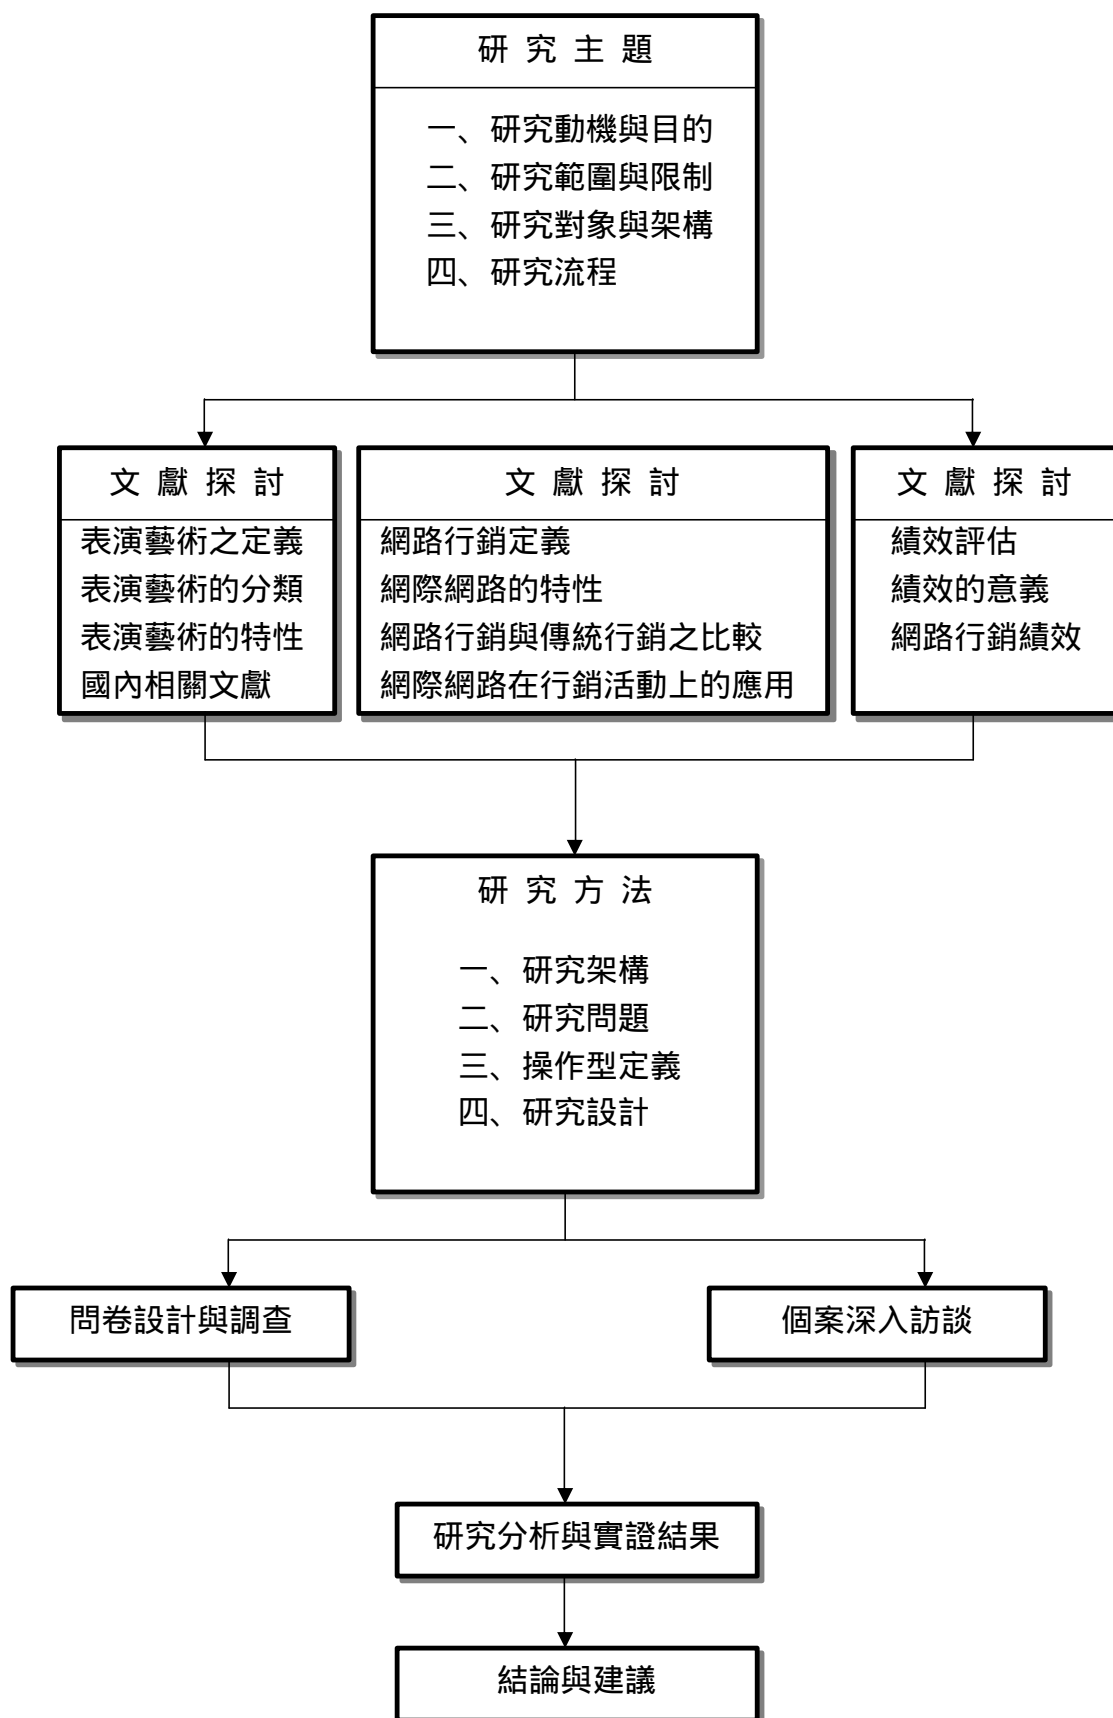 研究主題
一、研究動機與目的
二、研究範圍與限制
三、研究對象與架構
四、研究流程
文獻探討
表演藝術之定義
表演藝術的分類
表演藝術的特性
國內相關文獻
文獻探討
網路行銷定義
網際網路的特性
網路行銷與傳統行銷之比較
網際網路在行銷活動上的應用
文獻探討
績效評估
績效的意義
網路行銷績效
研究方法
一、研究架構
二、研究問題
三、操作型定義
四、研究設計
問卷設計與調查
個案深入訪談
研究分析與實證結果
結論與建議